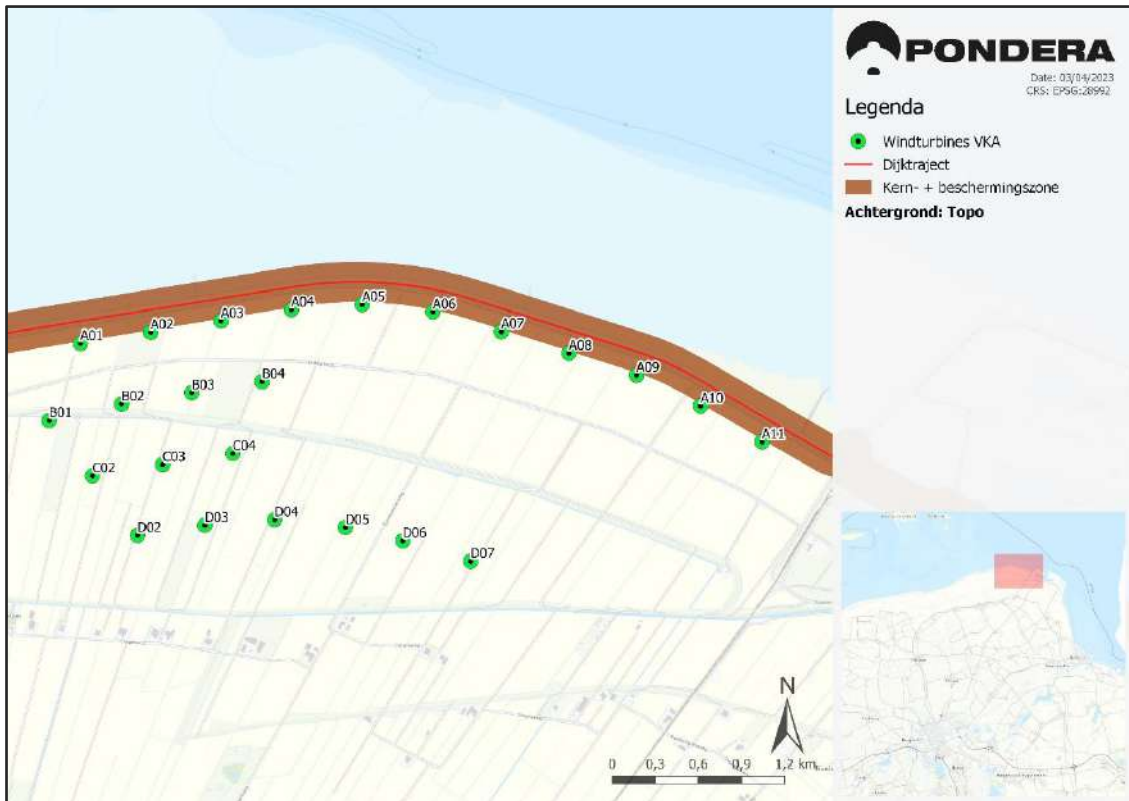 PONDERA
Date: 03/04/2023
CRS: EPSG:28992
Legenda
Windturbines VKA
Dijktraject
Kern- + beschermingszone
Achtergrond: Topo
A01
A02
A03
A04
A05
A06
A07
A08
A09
A10
A11
B01
B02
B03
B04
C02
C03
C04
D02
D03
D04
D05
D06
D07
N
0 0,3 0,6 0,9 1,2 km